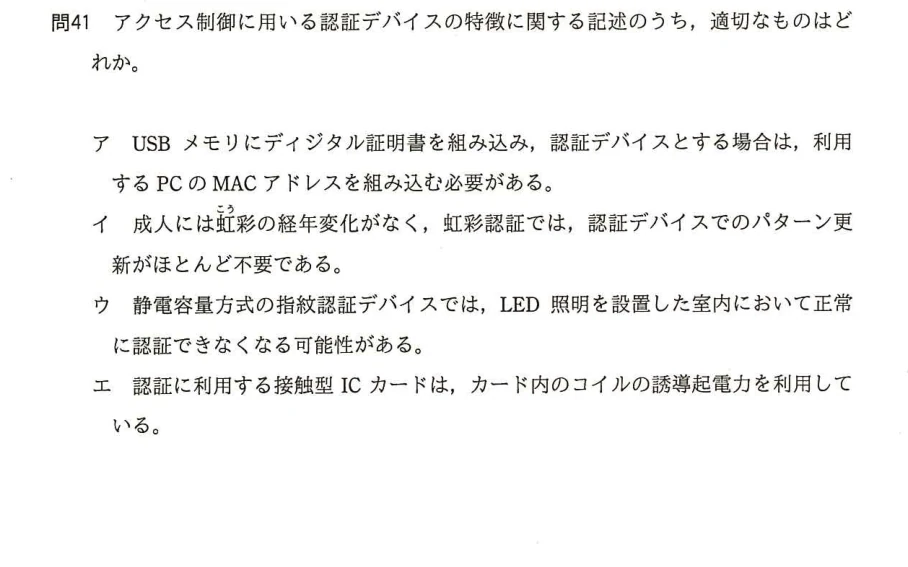 問41 アクセス制御に用いる認証デバイスの特徴に関する記述のうち，適切なものはど
れか。
ア USB メモリにディジタル証明書を組み込み，認証デバイスとする場合は，利用
する PC の MAC アドレスを組み込む必要がある。
こう
イ 成人には虹彩の経年変化がなく，虹彩認証では，認証デバイスでのパターン更
新がほとんど不要である。
ウ 静電容量方式の指紋認証デバイスでは，LED 照明を設置した室内において正常
に認証できなくなる可能性がある。
エ 認証に利用する接触型 IC カードは，カード内のコイルの誘導起電力を利用して
いる。